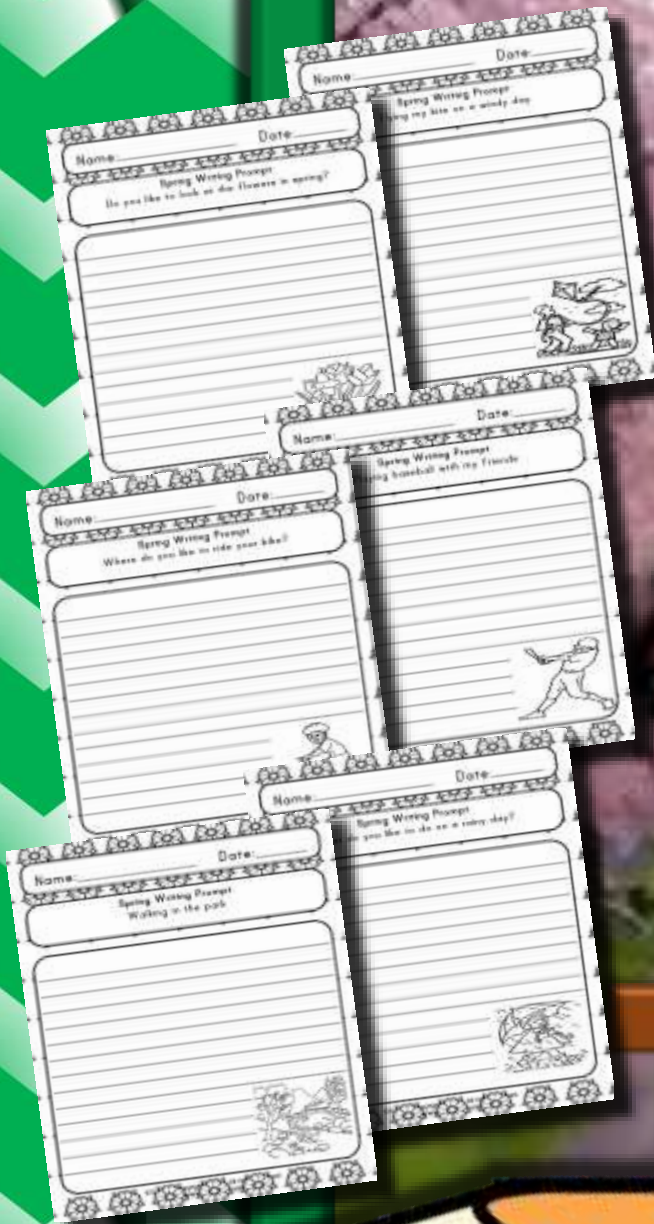 Name: Date:
Spring Writing Prompt
my kite on a windy day
Name: Date:
Spring Writing Prompt
Do you like to look at the flowers in spring?
Name: Date:
Spring Writing Prompt
baseball with my friends
Name: Date:
Spring Writing Prompt
Where do you like to ride your bike?
Name: Date:
Spring Writing Prompt
do you like to do on a rainy day?
Name: Date:
Spring Writing Prompt
Walking in the park